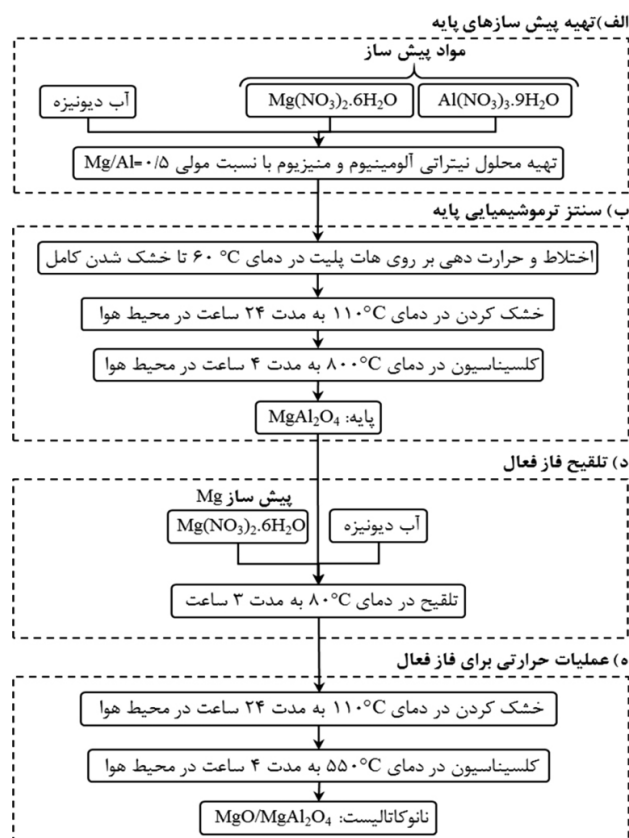 الف)تهیه پیش سازهای پایه
مواد پیش ساز
آب دیونیزه
Mg(NO3)2.6H2O
Al(NO3)3.9H2O
تهیه محلول نیتراتی آلومینیوم و منیزیوم با نسبت مولی Mg/Al=۰/۵
ب) سنتز ترموشیمیایی پایه
اختلاط و حرارت دهی بر روی هات پلیت در دمای ۶۰ °C تا خشک شدن کامل
خشک کردن در دمای ۱۱۰°C به مدت ۲۴ ساعت در محیط هوا
کلسیناسیون در دمای ۸۰۰°C به مدت ۴ ساعت در محیط هوا
پایه: MgAl2O4
د) تلقیح فاز فعال
پیش ساز Mg
Mg(NO3)2.6H2O
آب دیونیزه
تلقیح در دمای ۸۰°C به مدت ۳ ساعت
ه) عملیات حرارتی برای فاز فعال
خشک کردن در دمای ۱۱۰°C به مدت ۲۴ ساعت در محیط هوا
کلسیناسیون در دمای ۵۵۰°C به مدت ۴ ساعت در محیط هوا
نانوکاتالیست: MgO/MgAl2O4